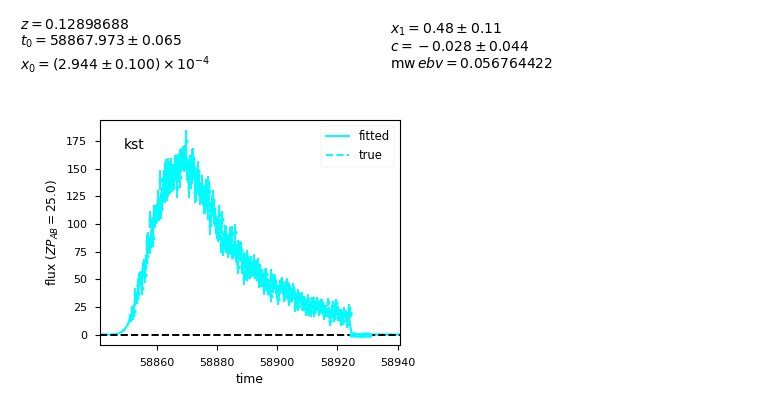 z = 0.12898688
t₀ = 58867.973 ± 0.065
x₀ = (2.944 ± 0.100) × 10⁻⁴
x₁ = 0.48 ± 0.11
c = −0.028 ± 0.044
mw ebv = 0.056764422
kst
fitted
true
flux (ZP_AB = 25.0)
175
150
125
100
75
50
25
0
58860 58880 58900 58920 58940
time